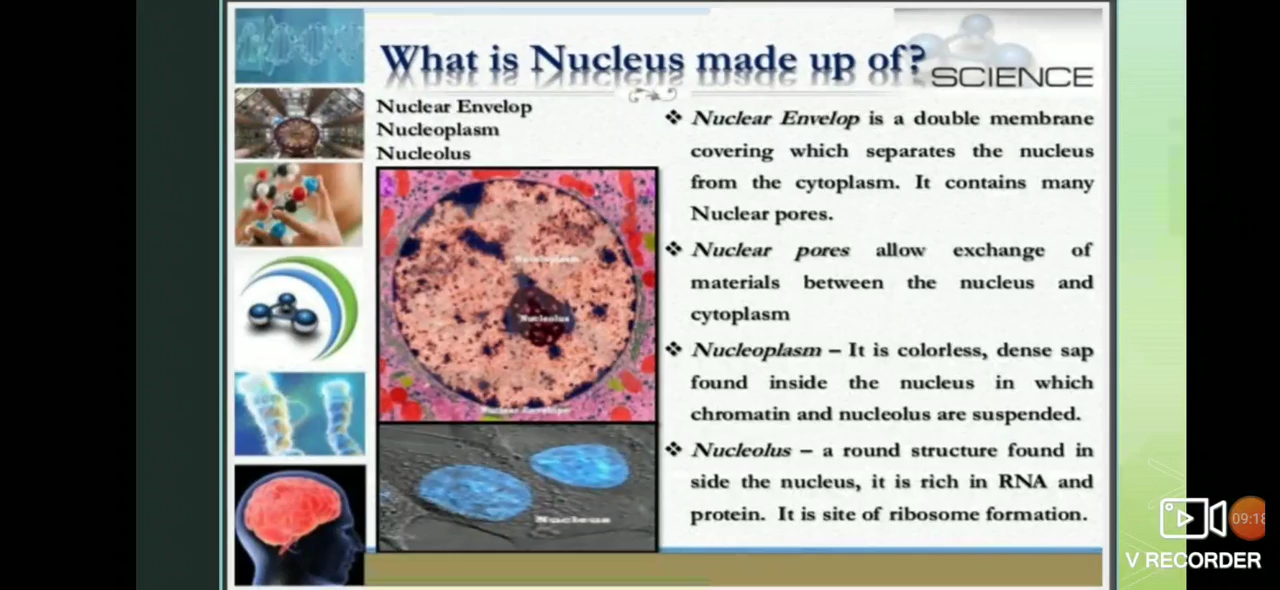 What is Nucleus made up of?
SCIENCE
Nuclear Envelop
Nucleoplasm
Nucleolus
Nucleoplasm
Nucleolus
Nuclear Envelope
Nucleus
❖ Nuclear Envelop is a double membrane
covering which separates the nucleus
from the cytoplasm. It contains many
Nuclear pores.
❖ Nuclear pores allow exchange of
materials between the nucleus and
cytoplasm
❖ Nucleoplasm – It is colorless, dense sap
found inside the nucleus in which
chromatin and nucleolus are suspended.
❖ Nucleolus – a round structure found in
side the nucleus, it is rich in RNA and
protein. It is site of ribosome formation.
09:18
V RECORDER